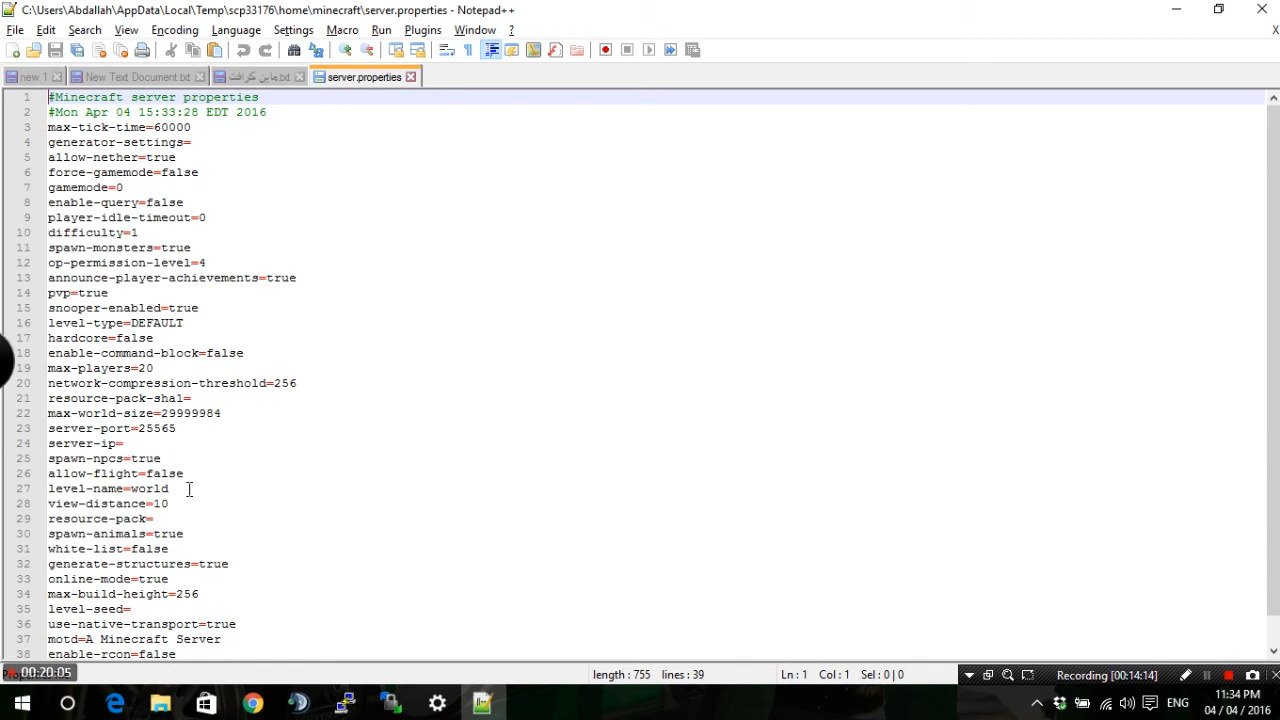 C:\Users\Abdallah\AppData\Local\Temp\scp33176\home\minecraft\server.properties - Notepad++
File Edit Search View Encoding Language Settings Macro Run Plugins Window ? X
new 1 New Text Document.txt ماين كرافت.txt server.properties
1 #Minecraft server properties
2 #Mon Apr 04 15:33:28 EDT 2016
3 max-tick-time=60000
4 generator-settings=
5 allow-nether=true
6 force-gamemode=false
7 gamemode=0
8 enable-query=false
9 player-idle-timeout=0
10 difficulty=1
11 spawn-monsters=true
12 op-permission-level=4
13 announce-player-achievements=true
14 pvp=true
15 snooper-enabled=true
16 level-type=DEFAULT
17 hardcore=false
18 enable-command-block=false
19 max-players=20
20 network-compression-threshold=256
21 resource-pack-sha1=
22 max-world-size=29999984
23 server-port=25565
24 server-ip=
25 spawn-npcs=true
26 allow-flight=false
27 level-name=world
28 view-distance=10
29 resource-pack=
30 spawn-animals=true
31 white-list=false
32 generate-structures=true
33 online-mode=true
34 max-build-height=256
35 level-seed=
36 use-native-transport=true
37 motd=A Minecraft Server
38 enable-rcon=false
00:20:05 length : 755 lines : 39 Ln : 1 Col : 1 Sel : 0 | 0 Recording [00:14:14]
ENG 11:34 PM
04 / 04 / 2016